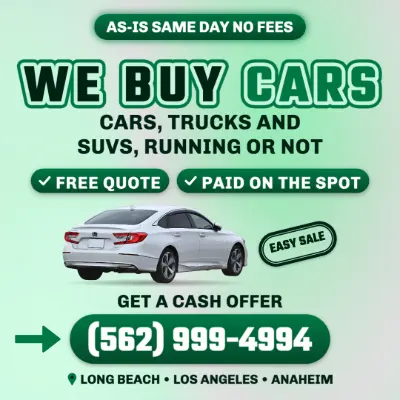 AS-IS SAME DAY NO FEES
WE BUY CARS
CARS, TRUCKS AND
SUVS, RUNNING OR NOT
FREE QUOTE
PAID ON THE SPOT
EASY SALE
GET A CASH OFFER
(562) 999-4994
LONG BEACH • LOS ANGELES • ANAHEIM